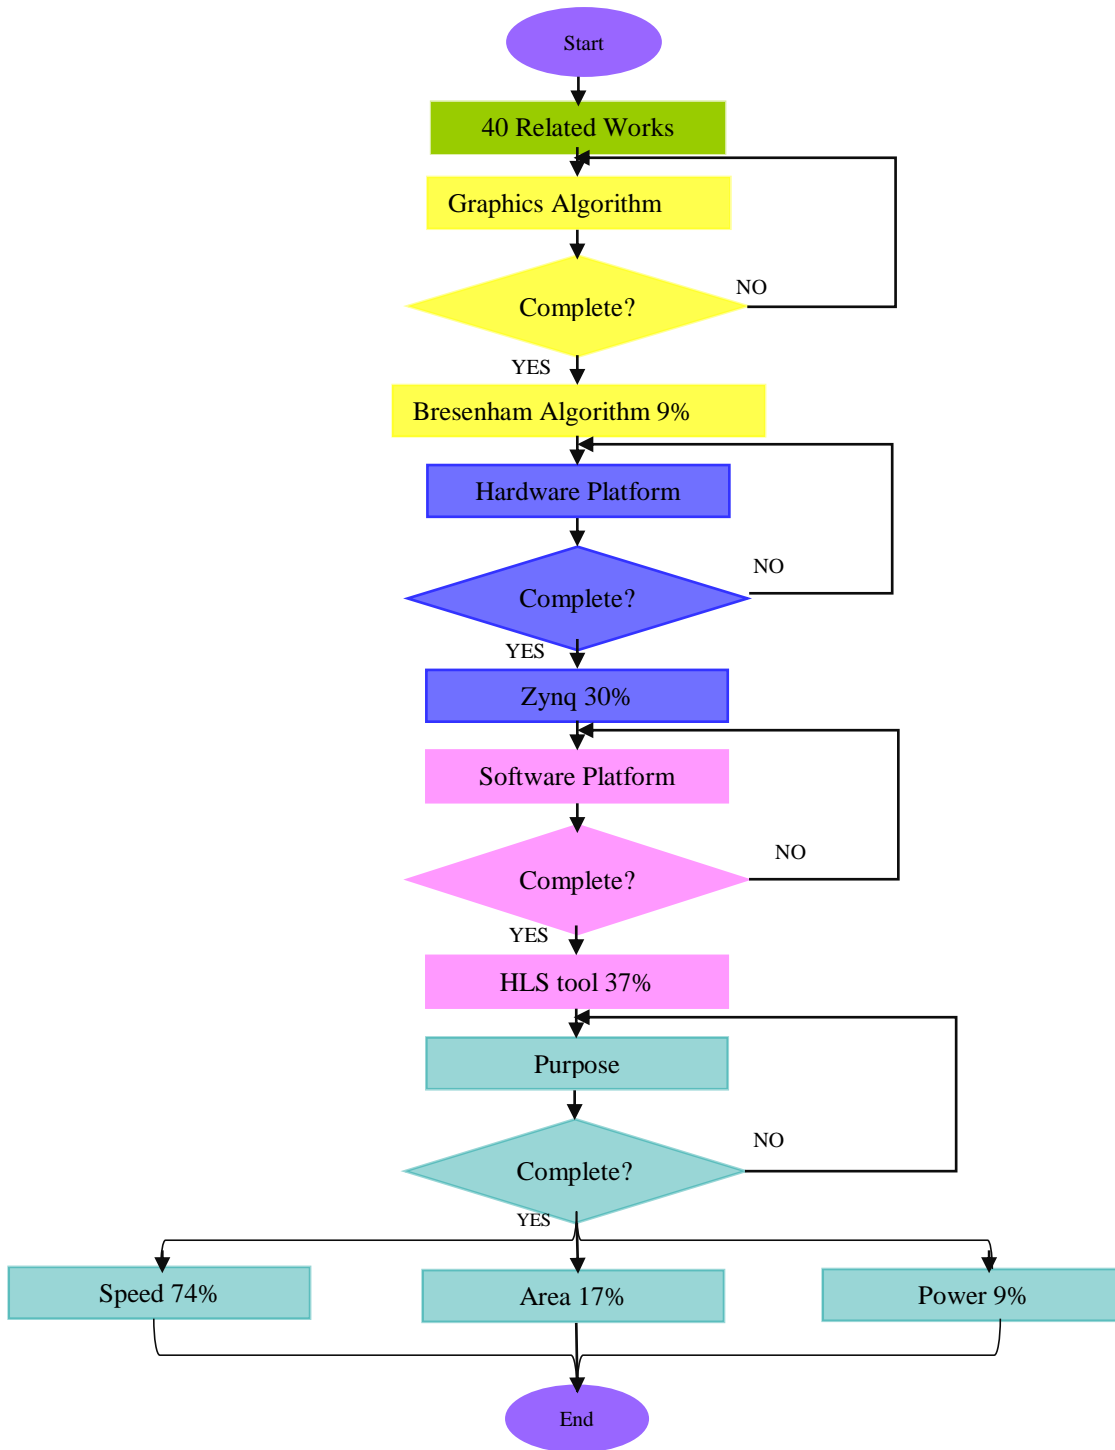 Start
40 Related Works
Graphics Algorithm
Complete?
NO
YES
Bresenham Algorithm 9%
Hardware Platform
Complete?
NO
YES
Zynq 30%
Software Platform
Complete?
NO
YES
HLS tool 37%
Purpose
Complete?
NO
YES
Speed 74%
Area 17%
Power 9%
End